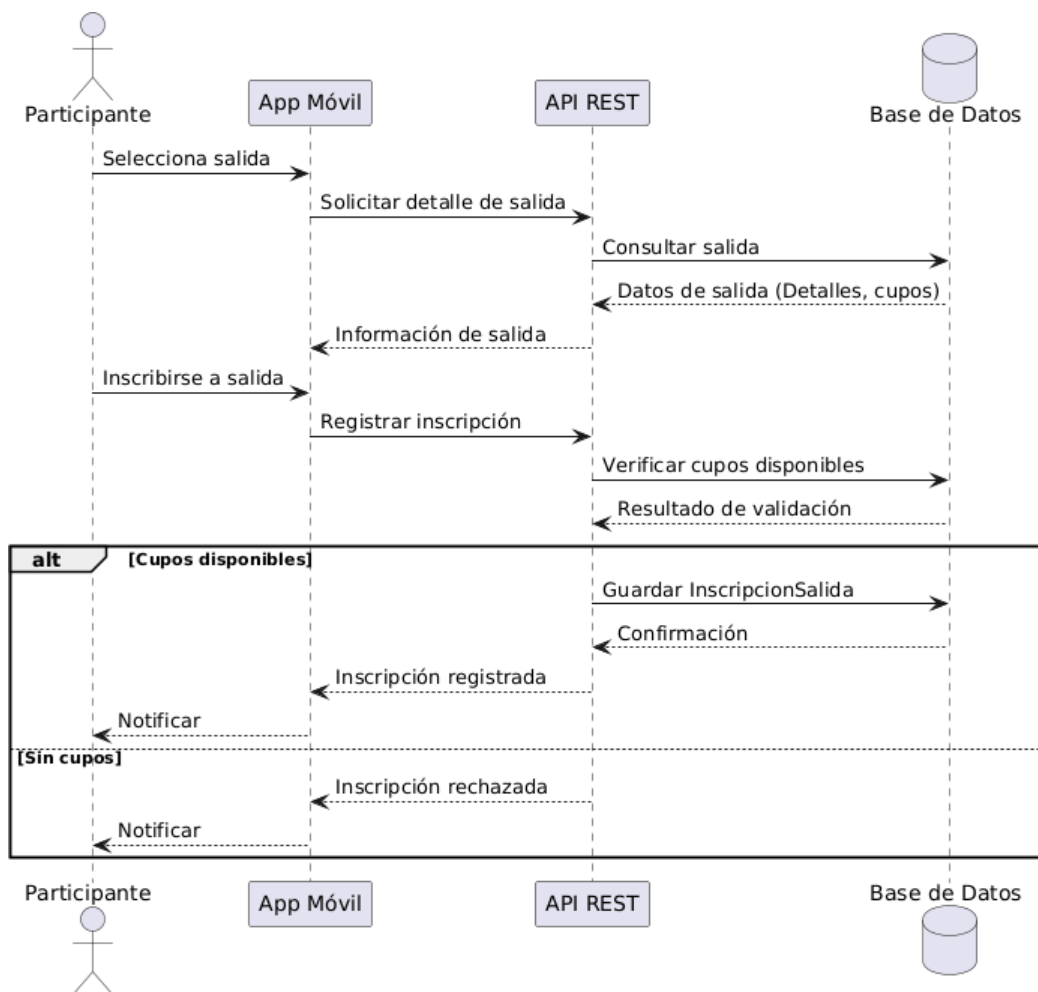 Participante
App Móvil
API REST
Base de Datos
Selecciona salida
Solicitar detalle de salida
Consultar salida
Datos de salida (Detalles, cupos)
Información de salida
Inscribirse a salida
Registrar inscripción
Verificar cupos disponibles
Resultado de validación
alt
[Cupos disponibles]
Guardar InscripcionSalida
Confirmación
Inscripción registrada
Notificar
[Sin cupos]
Inscripción rechazada
Notificar
Participante
App Móvil
API REST
Base de Datos